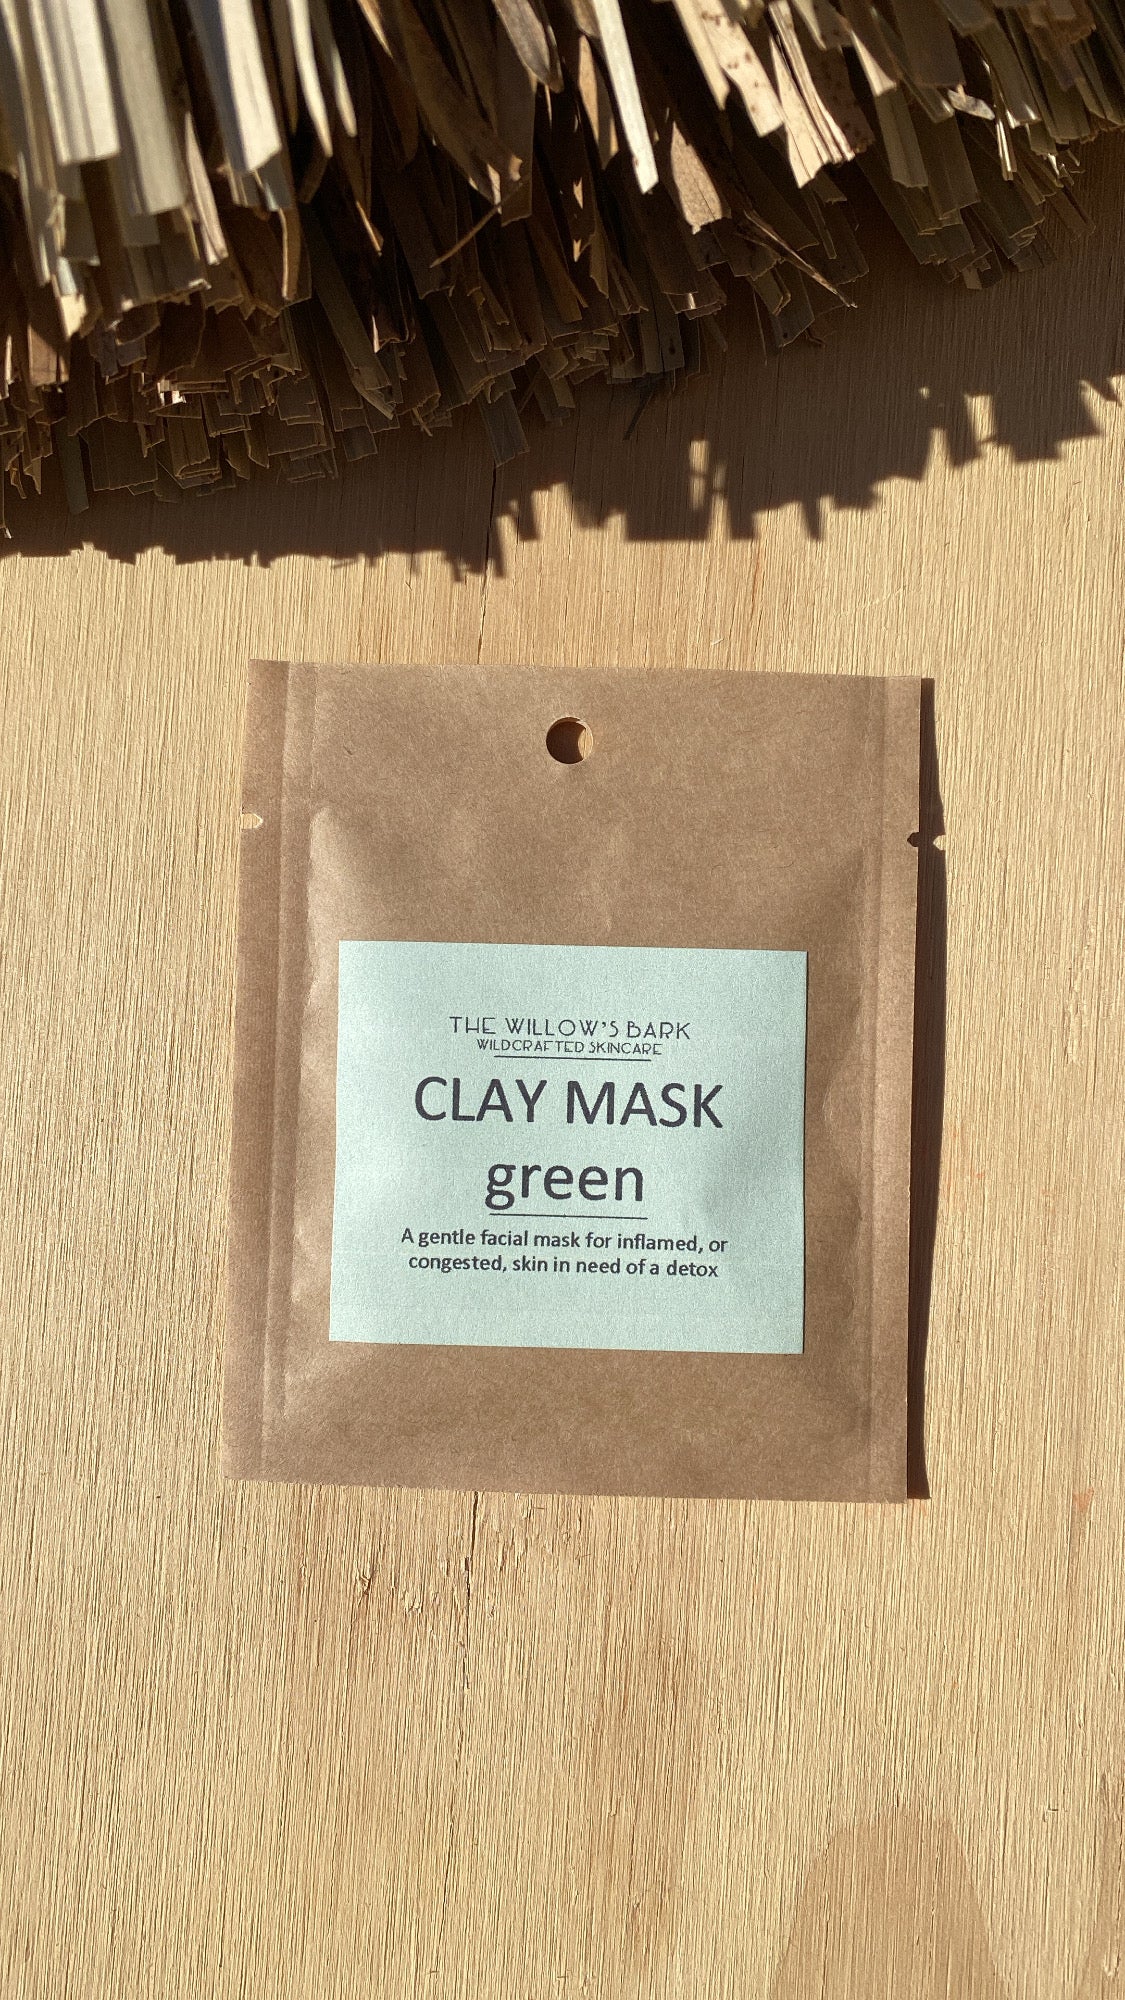 THE WILLOW'S BARK
WILDCRAFTED SKINCARE
CLAY MASK
green
A gentle facial mask for inflamed, or
congested, skin in need of a detox